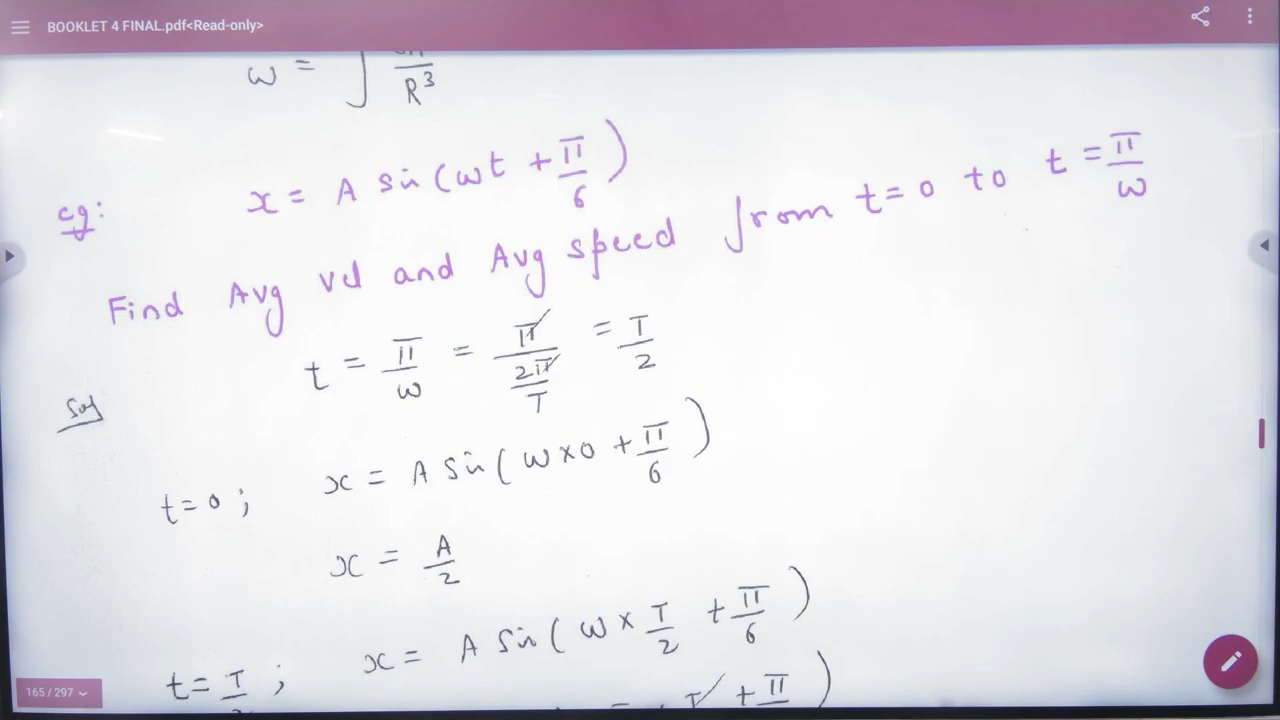 BOOKLET 4 FINAL.pdf<Read-only>
ω = ∫ / R³
eg: x = A sin(ωt + π/6)
Find Avg vel and Avg speed from t=0 to t = π/ω
Sol t = π/ω = π/(2π/T) = T/2
t=0 ; x = A sin(ω×0 + π/6)
x = A/2
t = T/2 ; x = A sin(ω × T/2 + π/6)
+ π )
165 / 297